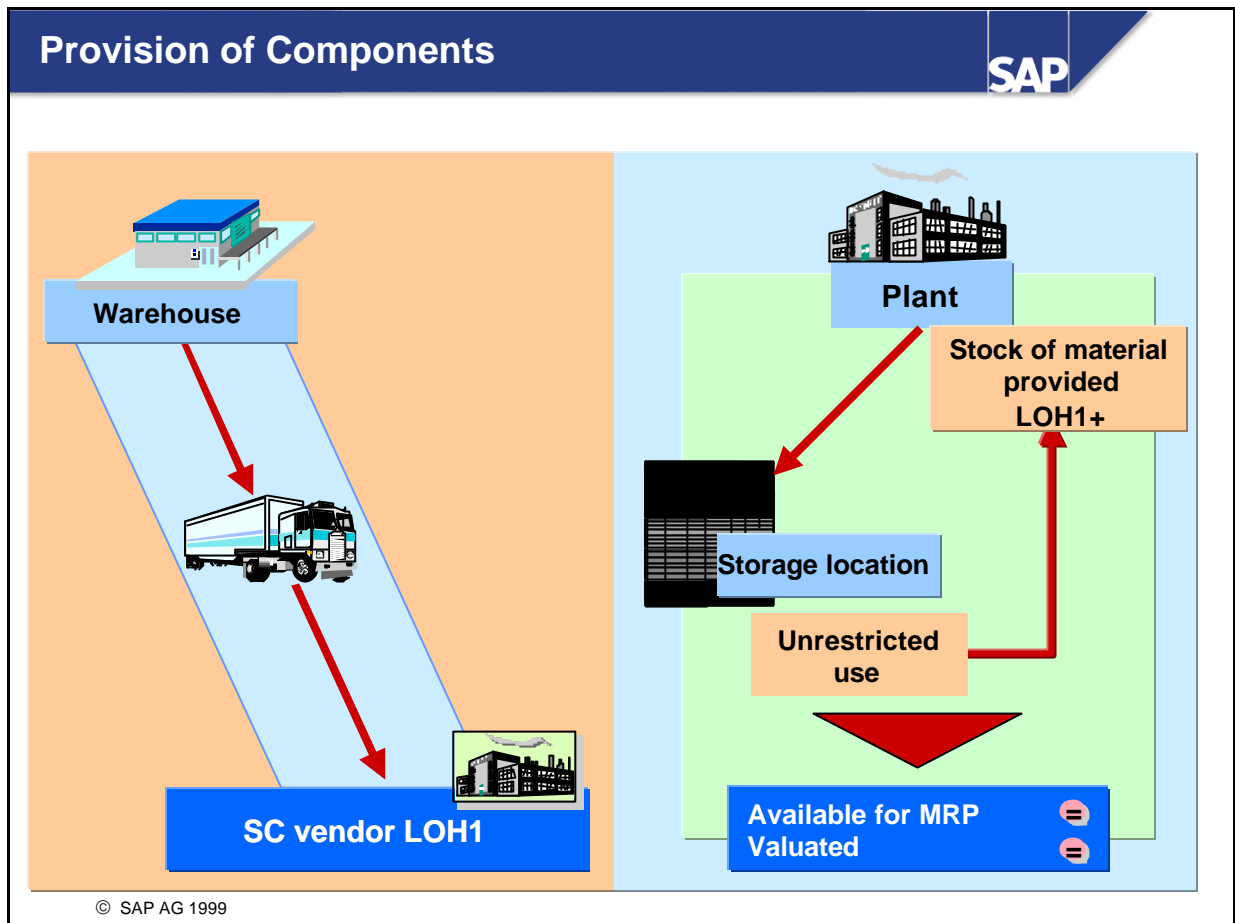 Provision of Components
SAP
Warehouse
SC vendor LOH1
Plant
Stock of material
provided
LOH1+
Storage location
Unrestricted
use
Available for MRP =
Valuated =
© SAP AG 1999